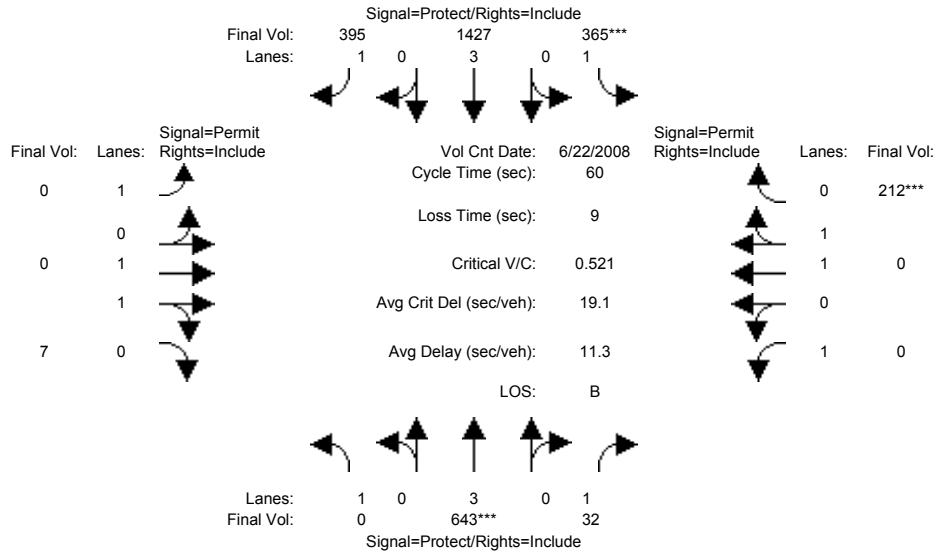 Signal=Protect/Rights=Include
Final Vol: 395 1427 365***
Lanes: 1 0 3 0 1
Signal=Permit Signal=Permit
Final Vol: Lanes: Rights=Include Vol Cnt Date: 6/22/2008 Rights=Include Lanes: Final Vol:
Cycle Time (sec): 60
0 1 0 212***
Loss Time (sec): 9
0 1
0 1 Critical V/C: 0.521 1 0
1 Avg Crit Del (sec/veh): 19.1 0
7 0 Avg Delay (sec/veh): 11.3 1 0
LOS: B
Lanes: 1 0 3 0 1
Final Vol: 0 643*** 32
Signal=Protect/Rights=Include